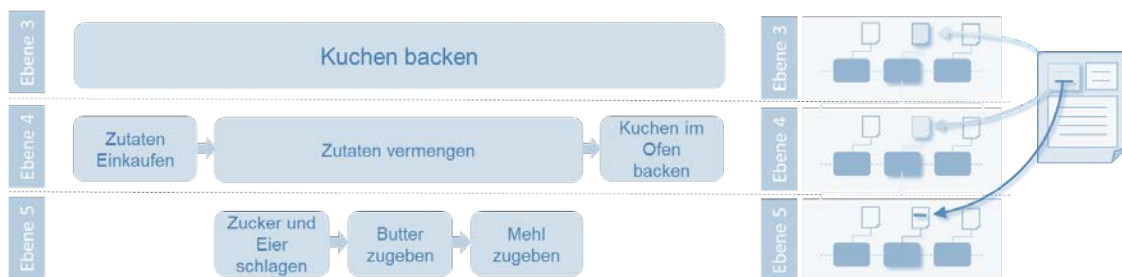 Ebene 3
Kuchen backen
Ebene 3
Ebene 4
Zutaten
Einkaufen
Zutaten vermengen
Kuchen im
Ofen
backen
Ebene 4
Ebene 5
Zucker und
Eier
schlagen
Butter
zugeben
Mehl
zugeben
Ebene 5